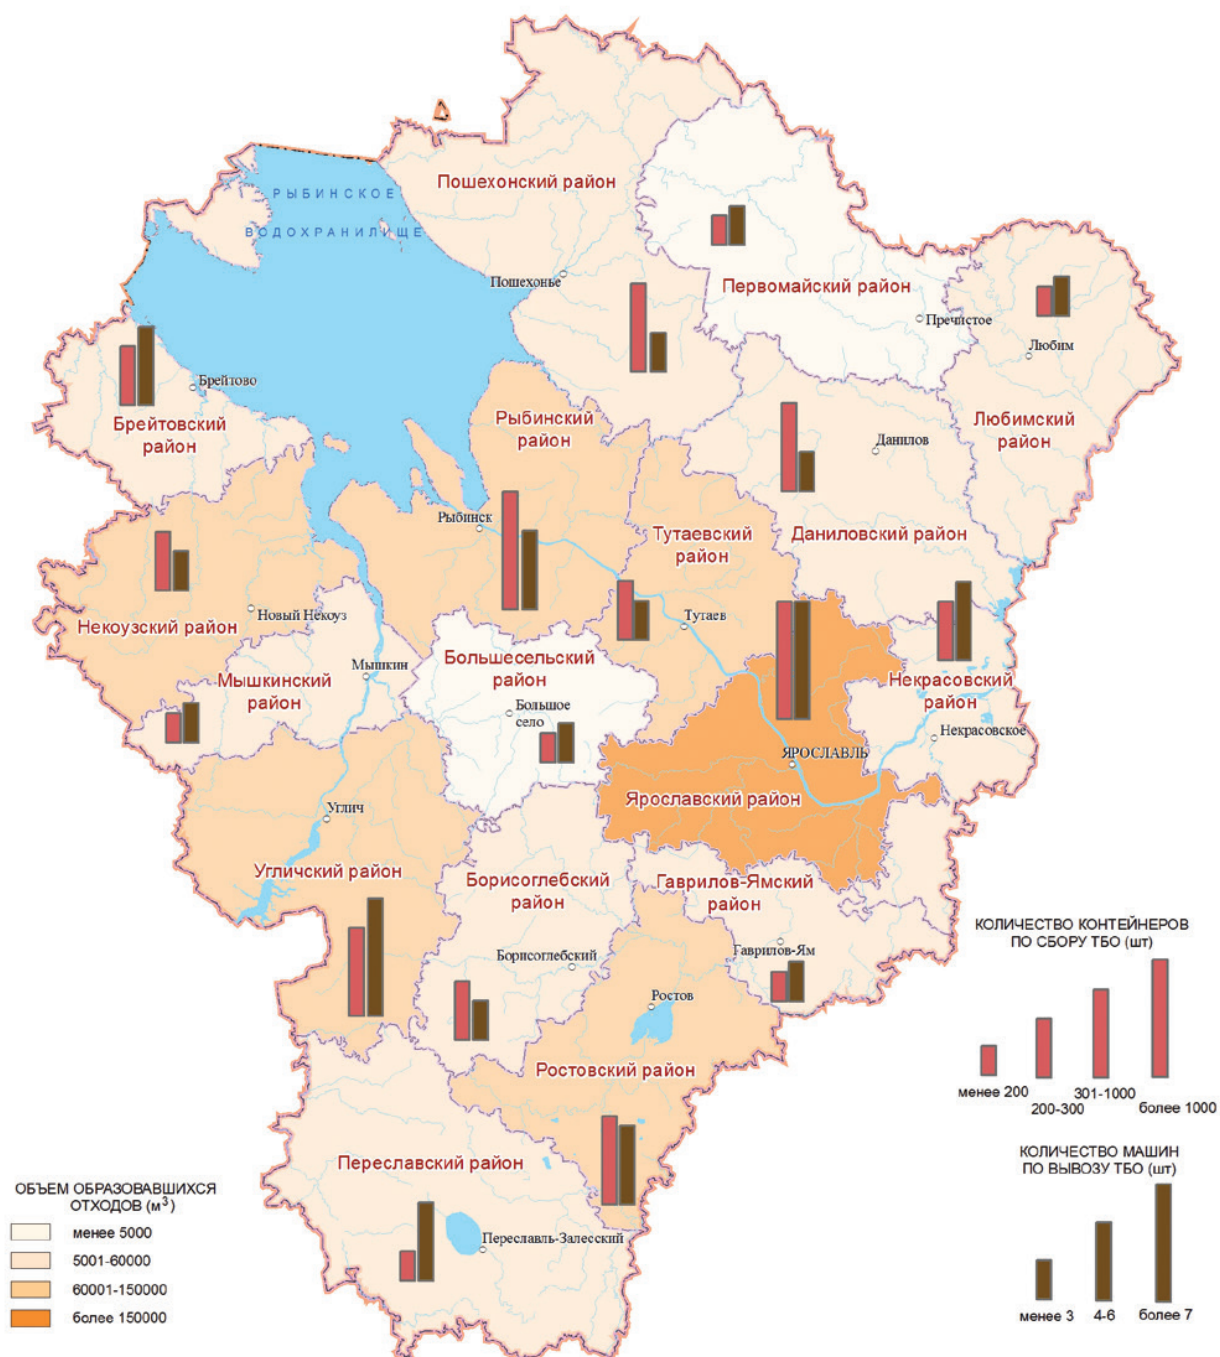 Пошехонский район
РЫБИНСКОЕ
ВОДОХРАНИЛИЩЕ
Пошехонье
Первомайский район
Пречистое
Любим
Брейтово
Брейтовский
район
Рыбинский
район
Любимский
район
Данилов
Рыбинск
Тутаевский
район
Даниловский район
Новый Некоуз
Некоузский район
Тутаев
Большесельский
район
Мышкин
Мышкинский
район
Некрасовский
район
Большое
село
Некрасовское
ЯРОСЛАВЛЬ
Ярославский район
Углич
Угличский район
Борисоглебский
район
Гаврилов-Ямский
район
Гаврилов-Ям
Борисоглебский
Ростов
Ростовский район
Переславский район
Переславль-Залесский
КОЛИЧЕСТВО КОНТЕЙНЕРОВ
ПО СБОРУ ТБО (шт)
менее 200
200-300
301-1000
более 1000
КОЛИЧЕСТВО МАШИН
ПО ВЫВОЗУ ТБО (шт)
менее 3
4-6
более 7
ОБЪЕМ ОБРАЗОВАВШИХСЯ
ОТХОДОВ (м³)
менее 5000
5001-60000
60001-150000
более 150000